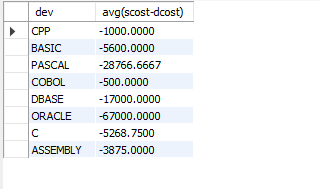 dev avg(scost-dcost)
CPP -1000.0000
BASIC -5600.0000
PASCAL -28766.6667
COBOL -500.0000
DBASE -17000.0000
ORACLE -67000.0000
C -5268.7500
ASSEMBLY -3875.0000